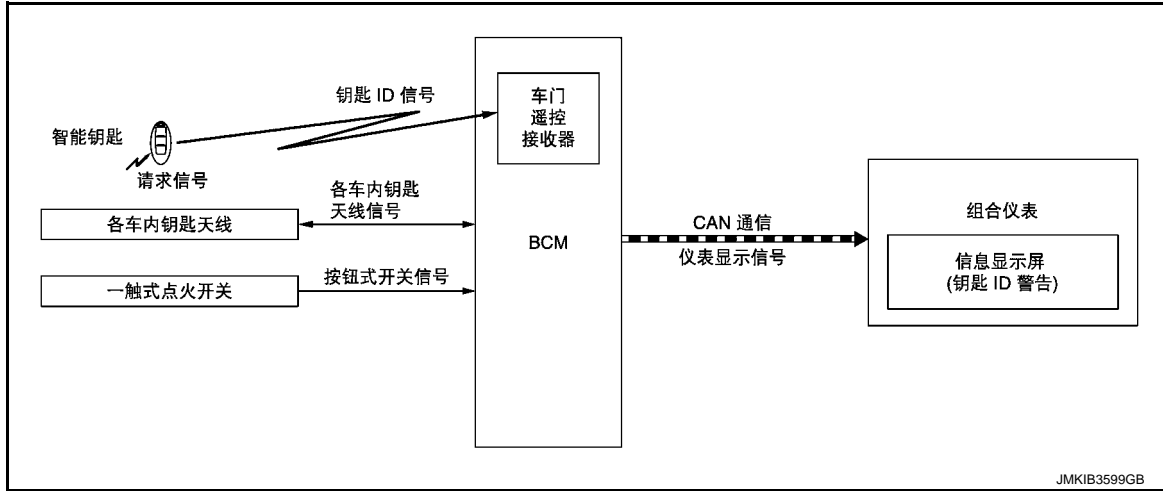 钥匙 ID 信号
车门
遥控
接收器
智能钥匙
请求信号
各车内钥匙
天线信号
各车内钥匙天线
一触式点火开关
按钮式开关信号
BCM
CAN 通信
仪表显示信号
组合仪表
信息显示屏
(钥匙 ID 警告)
JMKIB3599GB